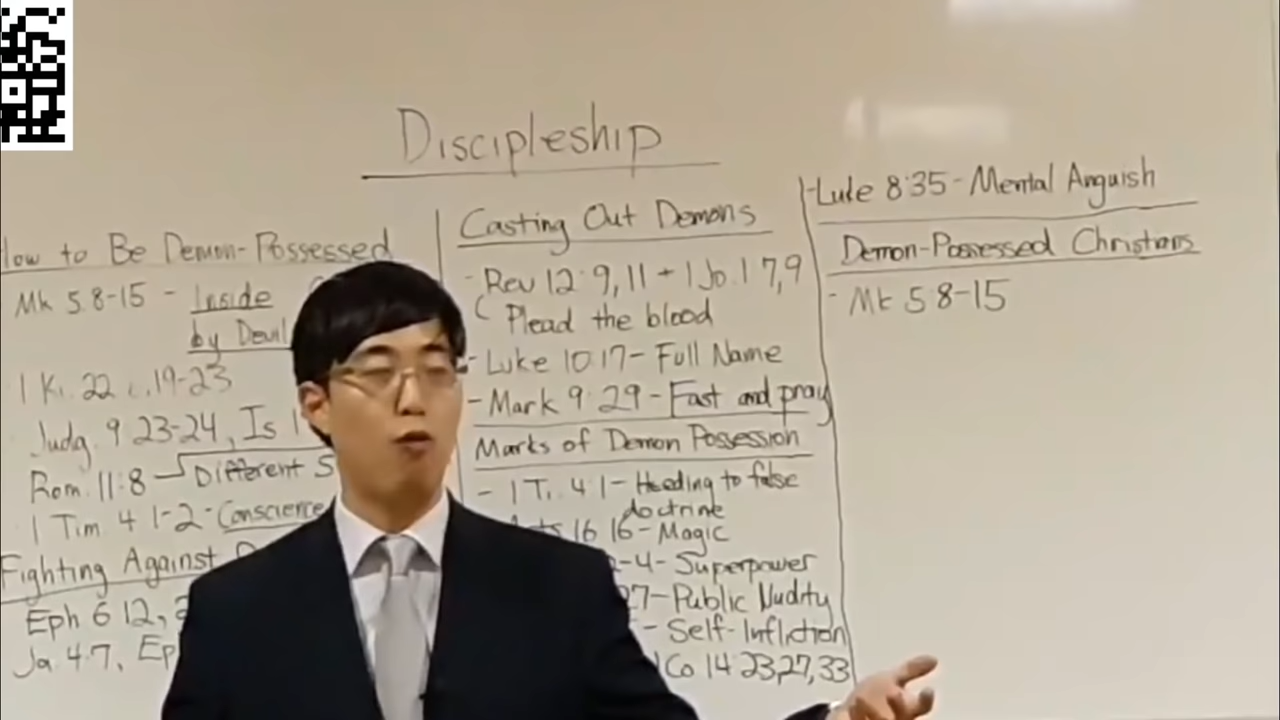 Discipleship
How to Be Demon-Possessed
Mk 5:8-15 - Inside
by Devil
1 Ki. 22:19-23
Judg. 9:23-24, Is
Rom. 11:8 Different S
1 Tim. 4:1-2 - Conscience
Fighting Against
Eph 6:12,
Ja. 4:7, Ep
Casting Out Demons
- Rev 12:9,11 + 1 Jo. 1:7,9
Plead the blood
- Luke 10:17 - Full Name
- Mark 9:29 - Fast and pray
Marks of Demon Possession
- 1 Ti. 4:1 - Heeding to false
doctrine
16:16 - Magic
-4 - Superpower
27 - Public Nudity
- Self-Infliction
1 Co 14:23,27,33
- Luke 8:35 - Mental Anguish
Demon-Possessed Christians
- Mk 5:8-15